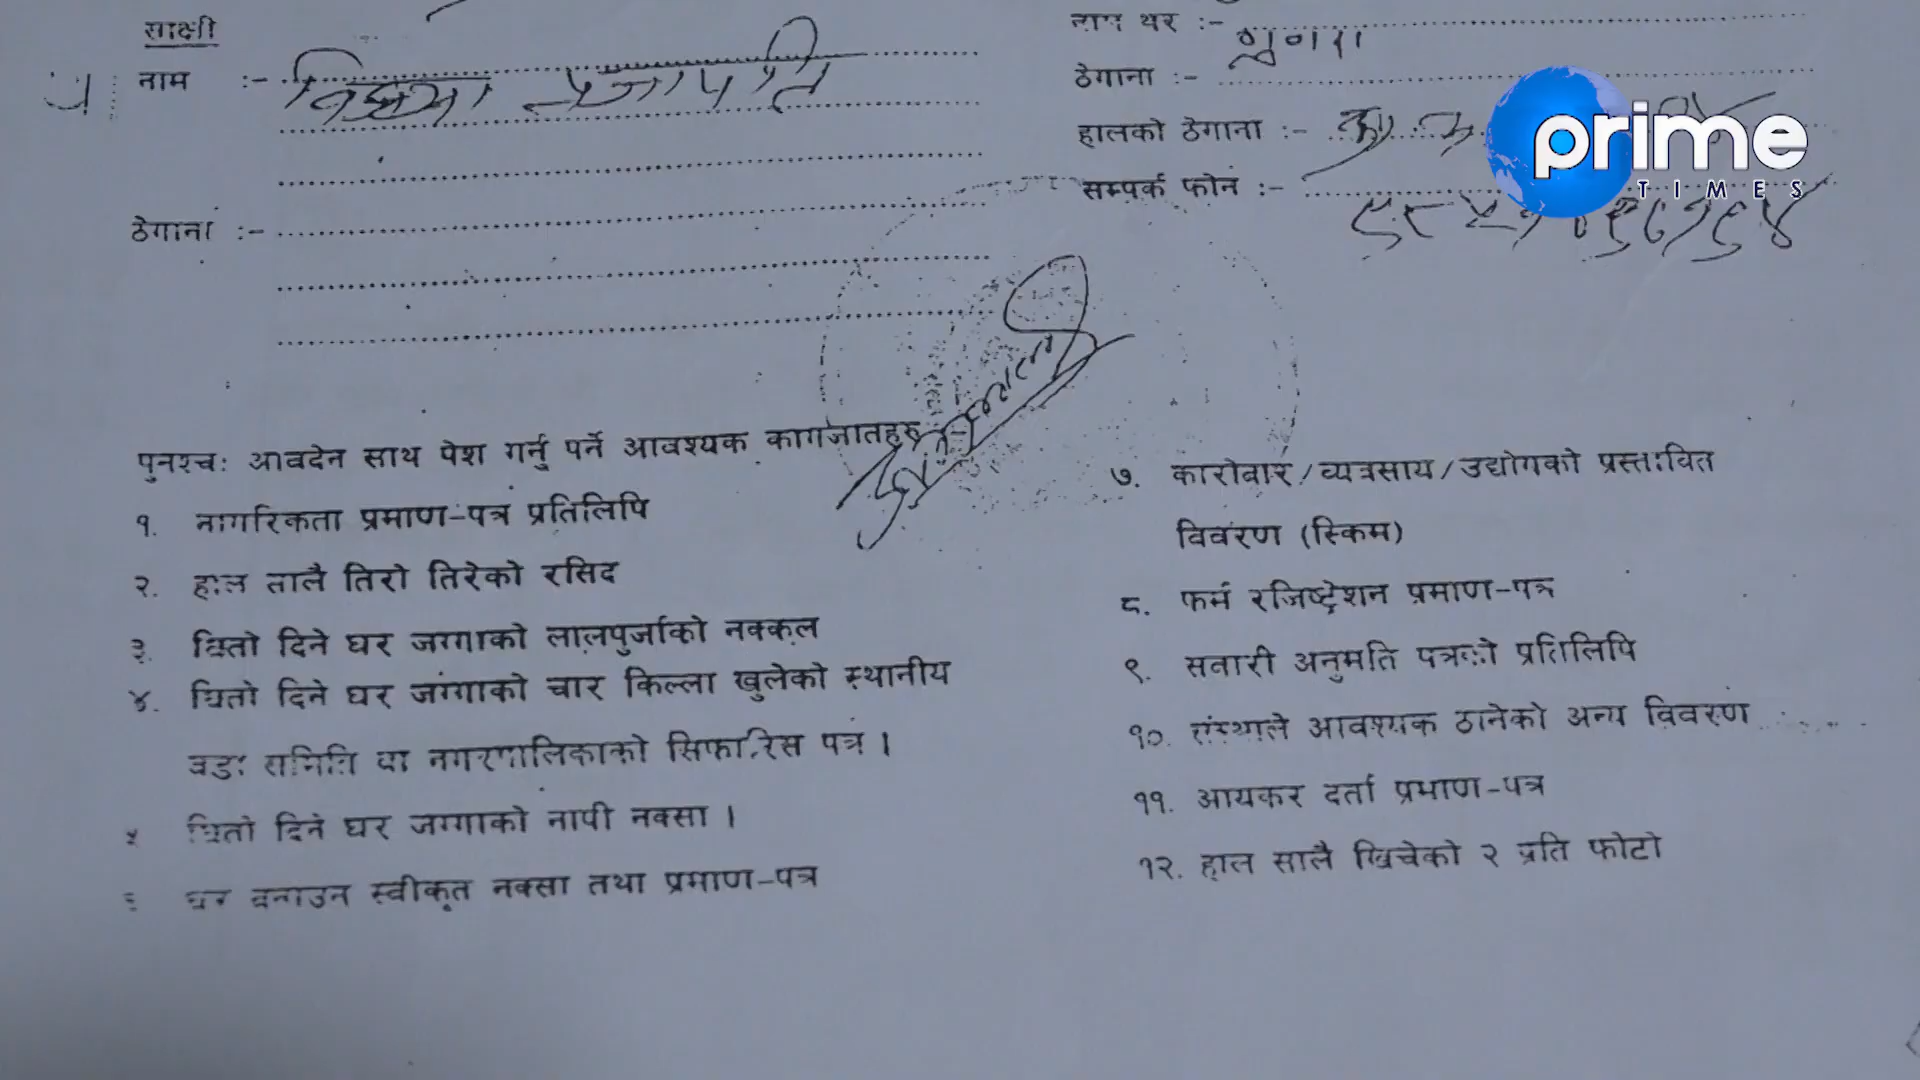 साक्षी
नाम :-
प्रजापति
ठेगाना :-
नाम थर :-
ठेगाना :-
हालको ठेगाना :-
सम्पर्क फोन :-
prime
TIMES
पुनश्चः आवदेन साथ पेश गर्नु पर्ने आवश्यक कागजातहरु :-
१. नागरिकता प्रमाण-पत्र प्रतिलिपि
२. हाल सालै तिरो तिरेको रसिद
३. धितो दिने घर जग्गाको लालपुर्जाको नक्कल
४. धितो दिने घर जग्गाको चार किल्ला खुलेको स्थानीय
वडा समिति वा नगरपालिकाको सिफारिस पत्र ।
५ धितो दिने घर जग्गाको नापी नक्सा ।
६ घर बनाउन स्वीकृत नक्सा तथा प्रमाण-पत्र
७. कारोवार/व्यवसाय/उद्योगको प्रस्तावित
विवरण (स्किम)
८. फर्म रजिष्ट्रेशन प्रमाण-पत्र
९. सवारी अनुमति पत्रको प्रतिलिपि
१०. संस्थाले आवश्यक ठानेको अन्य विवरण
११. आयकर दर्ता प्रमाण-पत्र
१२. हाल सालै खिचेको २ प्रति फोटो